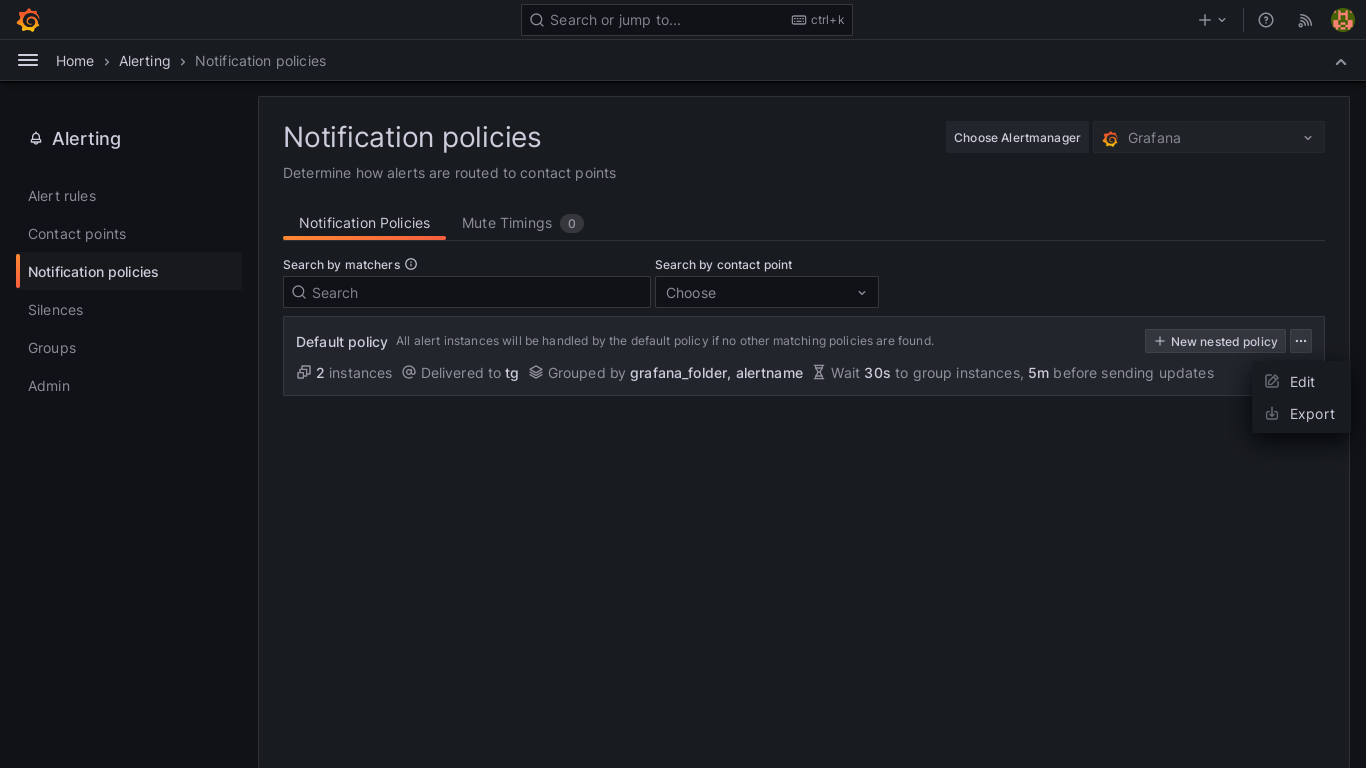 Search or jump to...
ctrl+k
Home
Alerting
Notification policies
Alerting
Alert rules
Contact points
Notification policies
Silences
Groups
Admin
Notification policies
Choose Alertmanager
Grafana
Determine how alerts are routed to contact points
Notification Policies
Mute Timings 0
Search by matchers
Search by contact point
Search
Choose
Default policy All alert instances will be handled by the default policy if no other matching policies are found.
New nested policy
2 instances Delivered to tg Grouped by grafana_folder, alertname Wait 30s to group instances, 5m before sending updates
Edit
Export